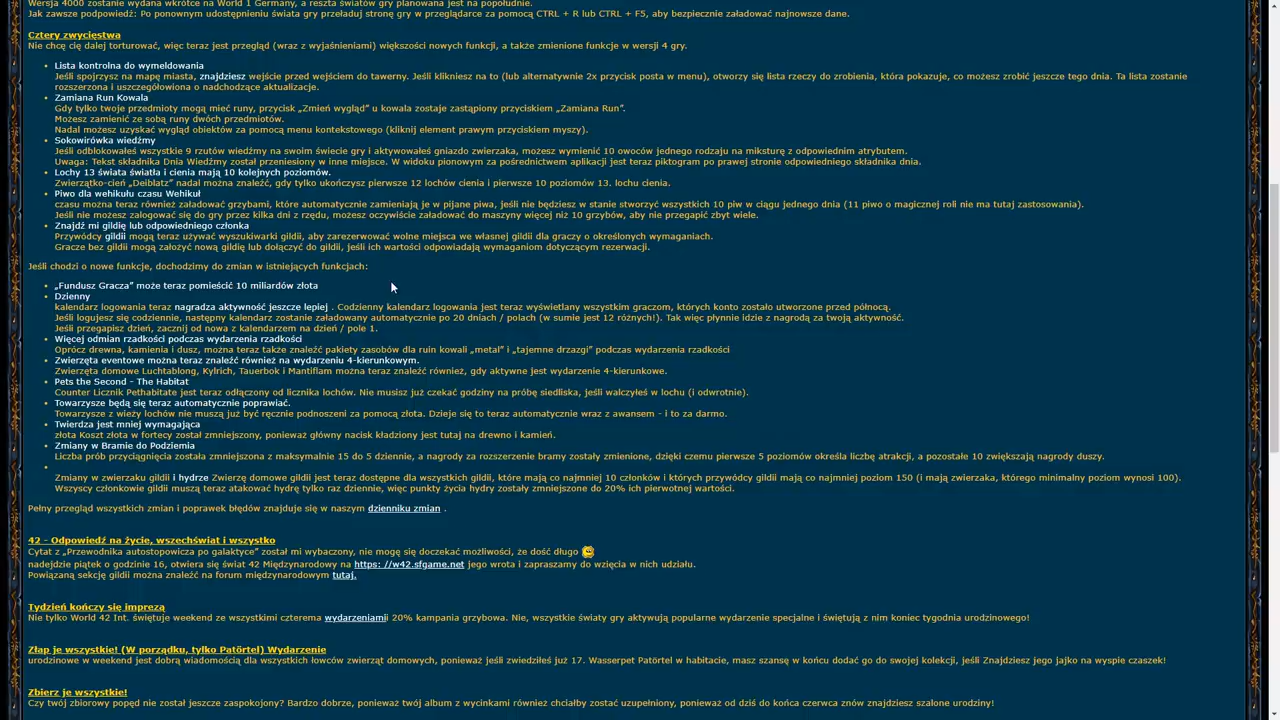 Wersja 4000 zostanie wydana wkrótce na World 1 Germany, a reszta światów gry planowana jest na popołudnie.
Jak zawsze podpowiedź: Po ponownym udostępnieniu świata gry przeładuj stronę gry w przeglądarce za pomocą CTRL + R lub CTRL + F5, aby bezpiecznie załadować najnowsze dane.
Cztery zwycięstwa
Nie chcę cię dalej torturować, więc teraz jest przegląd (wraz z wyjaśnieniami) większości nowych funkcji, a także zmienione funkcje w wersji 4 gry.
• Lista kontrolna do wymeldowania
Jeśli spojrzysz na mapę miasta, znajdziesz wejście przed wejściem do tawerny. Jeśli klikniesz na to (lub alternatywnie 2x przycisk posta w menu), otworzy się lista rzeczy do zrobienia, która pokazuje, co możesz zrobić jeszcze tego dnia. Ta lista zostanie
rozszerzona i uszczegółowiona o nadchodzące aktualizacje.
• Zamiana Run Kowala
Gdy tylko twoje przedmioty mogą mieć runy, przycisk „Zmień wygląd” u kowala zostaje zastąpiony przyciskiem “Zamiana Run”.
Możesz zamienić ze sobą runy dwóch przedmiotów.
Nadal możesz uzyskać wygląd obiektów za pomocą menu kontekstowego (kliknij element prawym przyciskiem myszy).
• Sokowirówka wiedźmy
Jeśli odblokowałeś wszystkie 9 rzutów wiedźmy na swoim świecie gry i aktywowałeś gniazdo zwierzaka, możesz wymienić 10 owoców jednego rodzaju na miksturę z odpowiednim atrybutem.
Uwaga: Tekst składnika Dnia Wiedźmy został przeniesiony w inne miejsce. W widoku pionowym za pośrednictwem aplikacji jest teraz piktogram po prawej stronie odpowiedniego składnika dnia.
• Lochy 13 świata światła i cienia mają 10 kolejnych poziomów.
Zwierzątko-cień „Deiblatz” nadal można znaleźć, gdy tylko ukończysz pierwsze 12 lochów cienia i pierwsze 10 poziomów 13. lochu cienia.
• Piwo dla wehikułu czasu Wehikuł
czasu można teraz również załadować grzybami, które automatycznie zamieniają je w pijane piwa, jeśli nie będziesz w stanie stworzyć wszystkich 10 piw w ciągu jednego dnia (11 piwo o magicznej roli nie ma tutaj zastosowania).
Jeśli nie możesz zalogować się do gry przez kilka dni z rzędu, możesz oczywiście załadować do maszyny więcej niż 10 grzybów, aby nie przegapić zbyt wiele.
• Znajdź mi gildię lub odpowiedniego członka
Przywódcy gildii mogą teraz używać wyszukiwarki gildii, aby zarezerwować wolne miejsca we własnej gildii dla graczy o określonych wymaganiach.
Gracze bez gildii mogą założyć nową gildię lub dołączyć do gildii, jeśli ich wartości odpowiadają wymaganiom dotyczącym rezerwacji.
Jeśli chodzi o nowe funkcje, dochodzimy do zmian w istniejących funkcjach:
• „Fundusz Gracza” może teraz pomieścić 10 miliardów złota
• Dzienny
kalendarz logowania teraz nagradza aktywność jeszcze lepiej . Codzienny kalendarz logowania jest teraz wyświetlany wszystkim graczom, których konto zostało utworzone przed północą.
Jeśli logujesz się codziennie, następny kalendarz zostanie załadowany automatycznie po 20 dniach / polach (w sumie jest 12 różnych!). Tak więc płynnie idzie z nagrodą za twoją aktywność.
Jeśli przegapisz dzień, zacznij od nowa z kalendarzem na dzień / pole 1.
• Więcej odmian rzadkości podczas wydarzenia rzadkości
Oprócz drewna, kamienia i dusz, można teraz także znaleźć pakiety zasobów dla ruin kowali „metal” i „tajemne drzazgi” podczas wydarzenia rzadkości
• Zwierzęta eventowe można teraz znaleźć również na wydarzeniu 4-kierunkowym.
Zwierzęta domowe Luchtablong, Kylrich, Tauerbok i Mantiflam można teraz znaleźć również, gdy aktywne jest wydarzenie 4-kierunkowe.
• Pets the Second - The Habitat
Counter Licznik Pethabitate jest teraz odłączony od licznika lochów. Nie musisz już czekać godziny na próbę siedliska, jeśli walczyłeś w lochu (i odwrotnie).
• Towarzysze będą się teraz automatycznie poprawiać.
Towarzysze z wieży lochów nie muszą już być ręcznie podnoszeni za pomocą złota. Dzieje się to teraz automatycznie wraz z awansem - i to za darmo.
• Twierdza jest mniej wymagająca
złota Koszt złota w fortecy został zmniejszony, ponieważ główny nacisk kładziony jest tutaj na drewno i kamień.
• Zmiany w Bramie do Podziemia
Liczba prób przyciągnięcia została zmniejszona z maksymalnie 15 do 5 dziennie, a nagrody za rozszerzenie bramy zostały zmienione, dzięki czemu pierwsze 5 poziomów określa liczbę atrakcji, a pozostałe 10 zwiększają nagrody duszy.
•
Zmiany w zwierzaku gildii i hydrze Zwierzę domowe gildii jest teraz dostępne dla wszystkich gildii, które mają co najmniej 10 członków i których przywódcy gildii mają co najmniej poziom 150 (i mają zwierzaka, którego minimalny poziom wynosi 100).
Wszyscy członkowie gildii muszą teraz atakować hydrę tylko raz dziennie, więc punkty życia hydry zostały zmniejszone do 20% ich pierwotnej wartości.
Pełny przegląd wszystkich zmian i poprawek błędów znajduje się w naszym dzienniku zmian .
42 - Odpowiedź na życie, wszechświat i wszystko
Cytat z „Przewodnika autostopowicza po galaktyce” został mi wybaczony, nie mogę się doczekać możliwości, że dość długo
nadejdzie piątek o godzinie 16, otwiera się świat 42 Międzynarodowy na https: //w42.sfgame.net jego wrota i zapraszamy do wzięcia w nich udziału.
Powiązaną sekcję gildii można znaleźć na forum międzynarodowym tutaj.
Tydzień kończy się imprezą
Nie tylko World 42 Int. świętuje weekend ze wszystkimi czterema wydarzeniami 20% kampania grzybowa. Nie, wszystkie światy gry aktywują popularne wydarzenie specjalne i świętują z nim koniec tygodnia urodzinowego!
Złap je wszystkie! (W porządku, tylko Patörtel) Wydarzenie
urodzinowe w weekend jest dobrą wiadomością dla wszystkich łowców zwierząt domowych, ponieważ jeśli zwiedziłeś już 17. Wasserpet Patörtel w habitacie, masz szansę w końcu dodać go do swojej kolekcji, jeśli Znajdziesz jego jajko na wyspie czaszek!
Zbierz je wszystkie!
Czy twój zbiorowy popęd nie został jeszcze zaspokojony? Bardzo dobrze, ponieważ twój album z wycinkami również chciałby zostać uzupełniony, ponieważ od dziś do końca czerwca znów znajdziesz szalone urodziny!